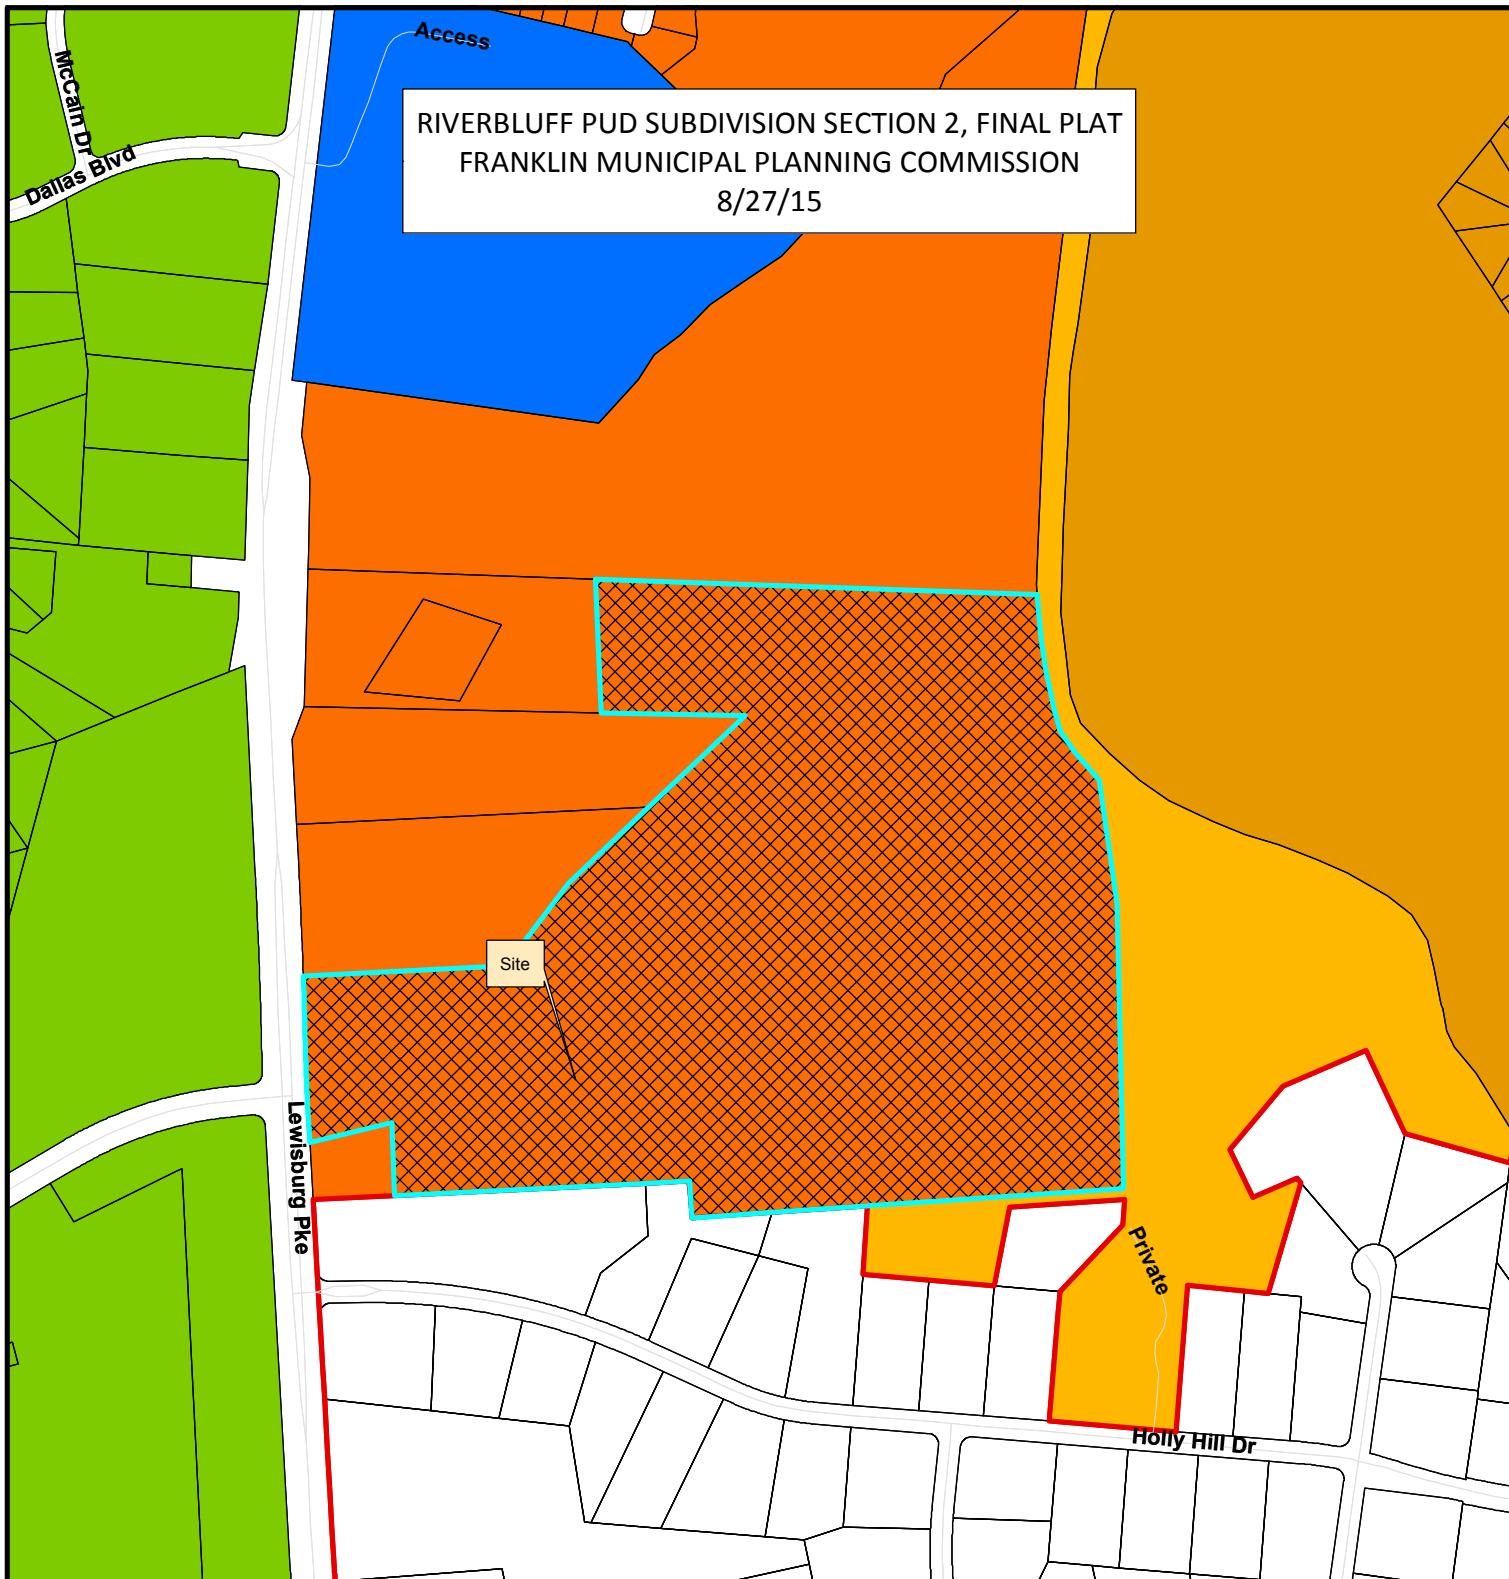 Access
McCain Dr
Dallas Blvd
RIVERBLUFF PUD SUBDIVISION SECTION 2, FINAL PLAT
FRANKLIN MUNICIPAL PLANNING COMMISSION
8/27/15
Site
Lewisburg Pke
Private
Holly Hill Dr